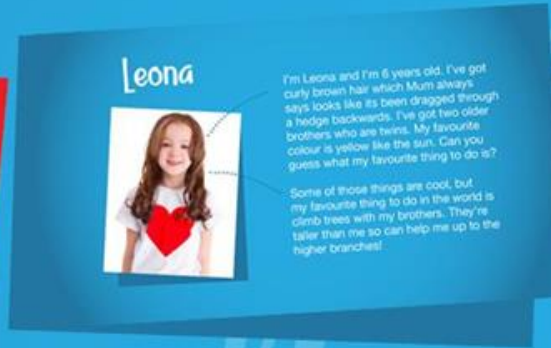 Leona
I'm Leona and I'm 6 years old. I've got
curly brown hair which Mum always
says looks like its been dragged through
a hedge backwards. I've got two older
brothers who are twins. My favourite
colour is yellow like the sun. Can you
guess what my favourite thing to do is?
Some of those things are cool, but
my favourite thing to do in the world is
climb trees with my brothers. They're
taller than me so can help me up to the
higher branches!